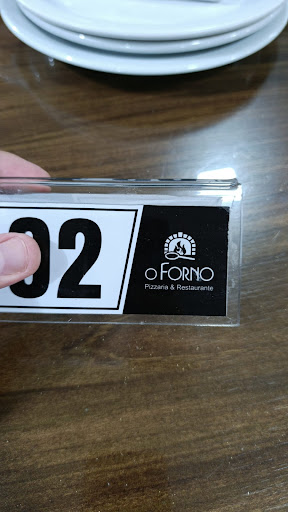 02
O FORNO
Pizzaria & Restaurante